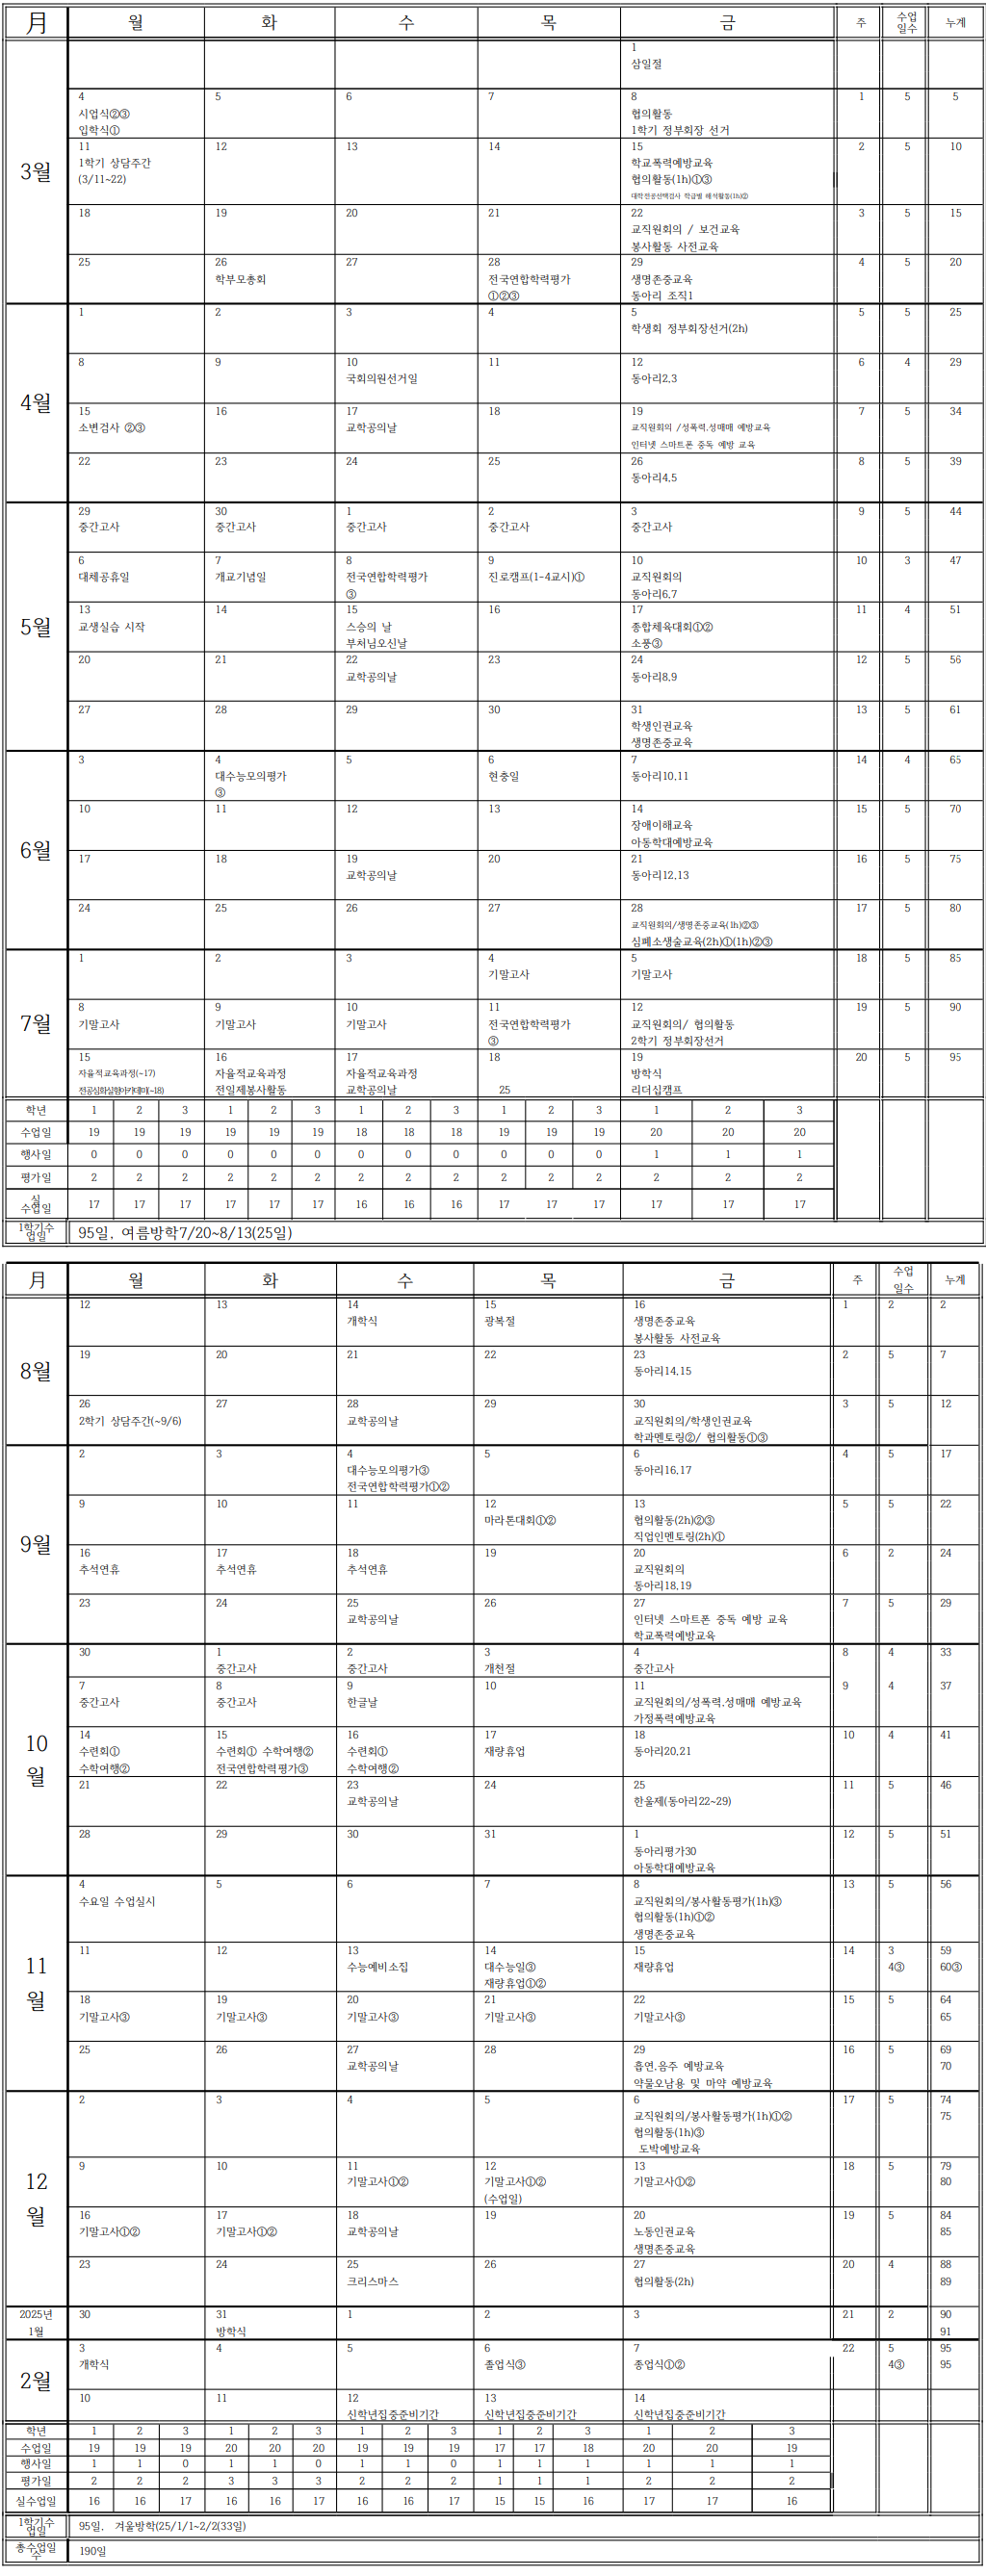 月 월 화 수 목 금 주 수업일수 누계
3월
1
삼일절
4 5 6 7 8 1 5 5
시업식②③ 협의활동
입학식① 1학기 정부회장 선거
11 12 13 14 15 2 5 10
1학기 상담주간 학교폭력예방교육
(3/11~22) 협의활동(1h)①③
대학전공선택검사 학급별 해석활동(1h)②
18 19 20 21 22 3 5 15
교직원회의 / 보건교육
봉사활동 사전교육
25 26 27 28 29 4 5 20
학부모총회 전국연합학력평가 생명존중교육
①②③ 동아리 조직1
4월
1 2 3 4 5 5 5 25
학생회 정부회장선거(2h)
8 9 10 11 12 6 4 29
국회의원선거일 동아리2,3
15 16 17 18 19 7 5 34
소변검사 ②③ 교학공의날 교직원회의 /성폭력,성매매 예방교육
인터넷 스마트폰 중독 예방 교육
22 23 24 25 26 8 5 39
동아리4,5
5월
29 30 1 2 3 9 5 44
중간고사 중간고사 중간고사 중간고사 중간고사
6 7 8 9 10 10 3 47
대체공휴일 개교기념일 전국연합학력평가 진로캠프(1-4교시)① 교직원회의
③ 동아리6,7
13 14 15 16 17 11 4 51
교생실습 시작 스승의 날 종합체육대회①②
부처님오신날 소풍③
20 21 22 23 24 12 5 56
교학공의날 동아리8,9
27 28 29 30 31 13 5 61
학생인권교육
생명존중교육
6월
3 4 5 6 7 14 4 65
대수능모의평가 현충일 동아리10,11
③
10 11 12 13 14 15 5 70
장애이해교육
아동학대예방교육
17 18 19 20 21 16 5 75
교학공의날 동아리12,13
24 25 26 27 28 17 5 80
교직원회의/생명존중교육(1h)②③
심폐소생술교육(2h)①(1h)②③
7월
1 2 3 4 5 18 5 85
기말고사 기말고사
8 9 10 11 12 19 5 90
기말고사 기말고사 기말고사 전국연합학력평가 교직원회의/ 협의활동
③ 2학기 정부회장선거
15 16 17 18 19 20 5 95
자율적교육과정(~17) 자율적교육과정 자율적교육과정 방학식
전공심화실험아카데미(~18) 전일제봉사활동 교학공의날 25 리더십캠프
학년 1 2 3 1 2 3 1 2 3 1 2 3 1 2 3
수업일 19 19 19 19 19 19 18 18 18 19 19 19 20 20 20
행사일 0 0 0 0 0 0 0 0 0 0 0 0 1 1 1
평가일 2 2 2 2 2 2 2 2 2 2 2 2 2 2 2
실수업일 17 17 17 17 17 17 16 16 16 17 17 17 17 17 17
1학기수업일 95일, 여름방학7/20~8/13(25일)
月 월 화 수 목 금 주 수업일수 누계
8월
12 13 14 15 16 1 2 2
개학식 광복절 생명존중교육
봉사활동 사전교육
19 20 21 22 23 2 5 7
동아리14,15
26 27 28 29 30 3 5 12
2학기 상담주간(~9/6) 교학공의날 교직원회의/학생인권교육
학과멘토링②/ 협의활동①③
9월
2 3 4 5 6 4 5 17
대수능모의평가③ 동아리16,17
전국연합학력평가①②
9 10 11 12 13 5 5 22
마라톤대회①② 협의활동(2h)②③
직업인멘토링(2h)①
16 17 18 19 20 6 2 24
추석연휴 추석연휴 추석연휴 교직원회의
동아리18,19
23 24 25 26 27 7 5 29
교학공의날 인터넷 스마트폰 중독 예방 교육
학교폭력예방교육
10월
30 1 2 3 4 8 4 33
중간고사 중간고사 개천절 중간고사
7 8 9 10 11 9 4 37
중간고사 중간고사 한글날 교직원회의/성폭력,성매매 예방교육
가정폭력예방교육
14 15 16 17 18 10 4 41
수련회① 수련회① 수학여행② 수련회① 재량휴업 동아리20,21
수학여행② 전국연합학력평가③ 수학여행②
21 22 23 24 25 11 5 46
교학공의날 한울제(동아리22~29)
28 29 30 31 1 12 5 51
동아리평가30
아동학대예방교육
11월
4 5 6 7 8 13 5 56
수요일 수업실시 교직원회의/봉사활동평가(1h)③
협의활동(1h)①②
생명존중교육
11 12 13 14 15 14 3 59
수능예비소집 대수능일③ 재량휴업 4③ 60③
재량휴업①②
18 19 20 21 22 15 5 64
기말고사③ 기말고사③ 기말고사③ 기말고사③ 기말고사③ 65
25 26 27 28 29 16 5 69
교학공의날 흡연,음주 예방교육 70
약물오남용 및 마약 예방교육
12월
2 3 4 5 6 17 5 74
교직원회의/봉사활동평가(1h)①② 75
협의활동(1h)③
도박예방교육
9 10 11 12 13 18 5 79
기말고사①② 기말고사①② 기말고사①② 80
(수업일)
16 17 18 19 20 19 5 84
기말고사①② 기말고사①② 교학공의날 노동인권교육 85
생명존중교육
23 24 25 26 27 20 4 88
크리스마스 협의활동(2h) 89
2025년 1월
30 31 1 2 3 21 2 90
방학식 91
2월
3 4 5 6 7 22 5 95
개학식 졸업식③ 종업식①② 4③ 95
10 11 12 13 14
신학년집중준비기간 신학년집중준비기간 신학년집중준비기간
학년 1 2 3 1 2 3 1 2 3 1 2 3 1 2 3
수업일 19 19 19 20 20 20 19 19 19 17 17 18 20 20 19
행사일 1 1 0 1 1 0 1 1 0 1 1 1 1 1 1
평가일 2 2 2 3 3 3 2 2 2 1 1 1 2 2 2
실수업일 16 16 17 16 16 17 16 16 17 15 15 16 17 17 16
1학기수업일 95일, 겨울방학(25/1/1~2/2(33일)
총수업일수 190일